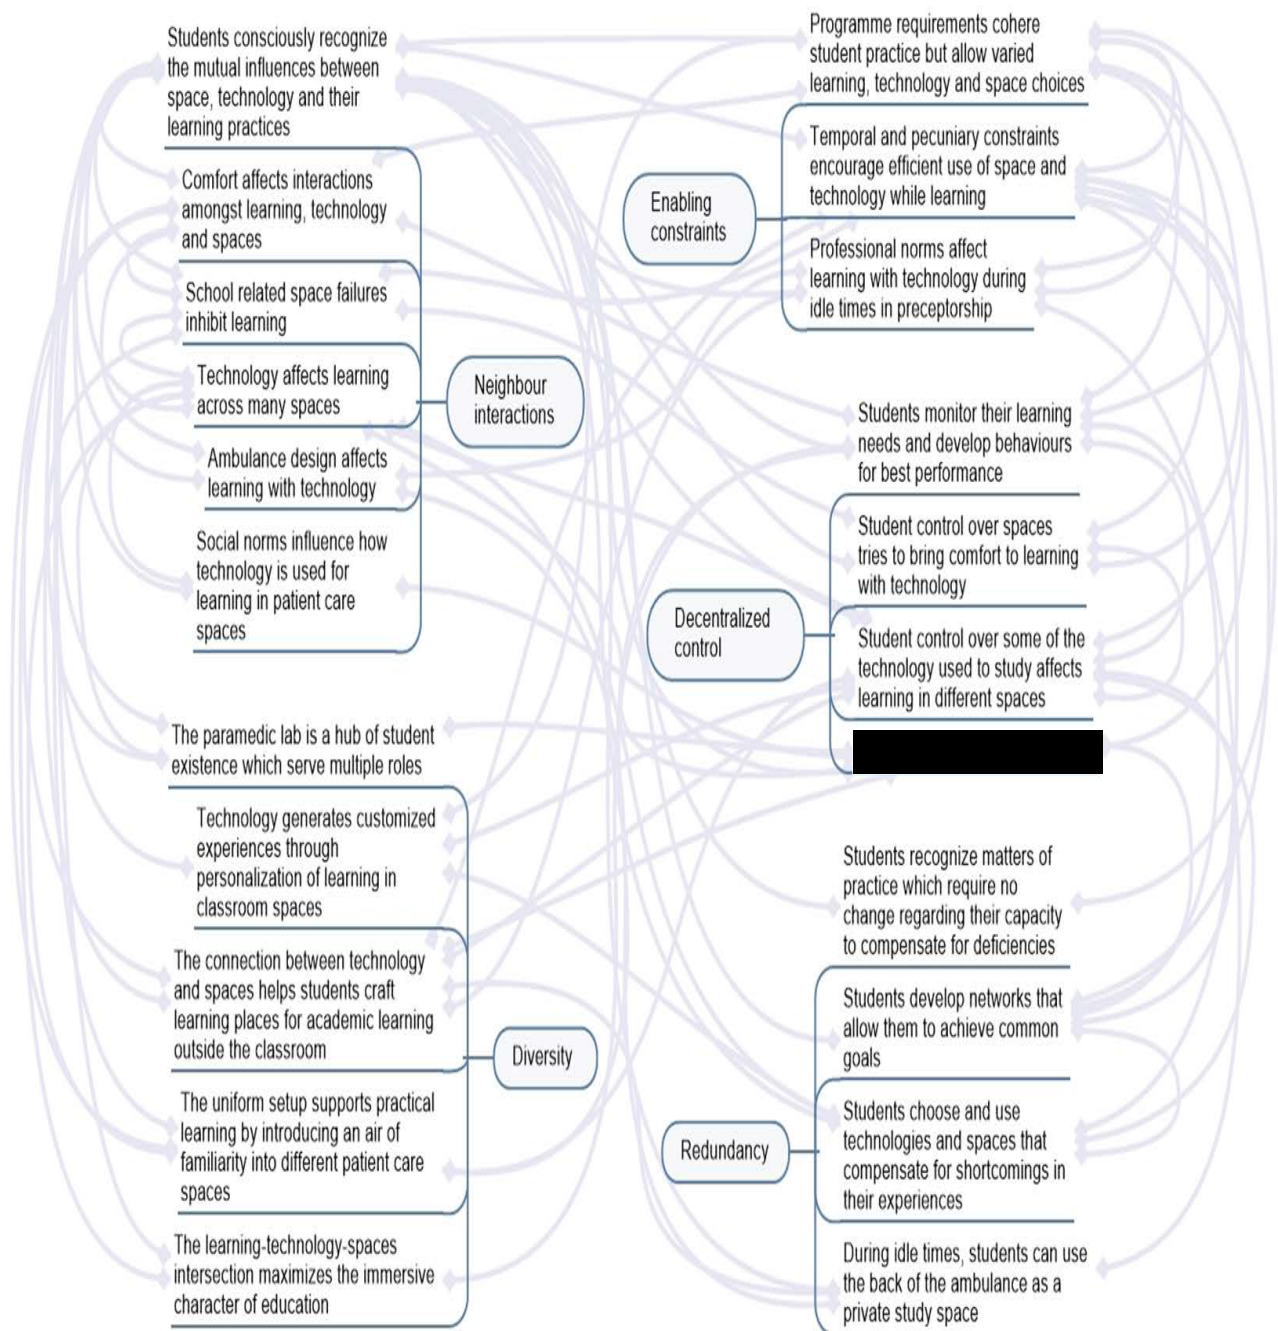 Students consciously recognize
the mutual influences between
space, technology and their
learning practices
Comfort affects interactions
amongst learning, technology
and spaces
School related space failures
inhibit learning
Technology affects learning
across many spaces
Ambulance design affects
learning with technology
Social norms influence how
technology is used for
learning in patient care
spaces
Neighbour
interactions
The paramedic lab is a hub of student
existence which serve multiple roles
Technology generates customized
experiences through
personalization of learning in
classroom spaces
The connection between technology
and spaces helps students craft
learning places for academic learning
outside the classroom
The uniform setup supports practical
learning by introducing an air of
familiarity into different patient care
spaces
The learning-technology-spaces
intersection maximizes the immersive
character of education
Diversity
Programme requirements cohere
student practice but allow varied
learning, technology and space choices
Temporal and pecuniary constraints
encourage efficient use of space and
technology while learning
Professional norms affect
learning with technology during
idle times in preceptorship
Enabling
constraints
Students monitor their learning
needs and develop behaviours
for best performance
Student control over spaces
tries to bring comfort to learning
with technology
Student control over some of the
technology used to study affects
learning in different spaces
Decentralized
control
Students recognize matters of
practice which require no
change regarding their capacity
to compensate for deficiencies
Students develop networks that
allow them to achieve common
goals
Students choose and use
technologies and spaces that
compensate for shortcomings in
their experiences
During idle times, students can use
the back of the ambulance as a
private study space
Redundancy